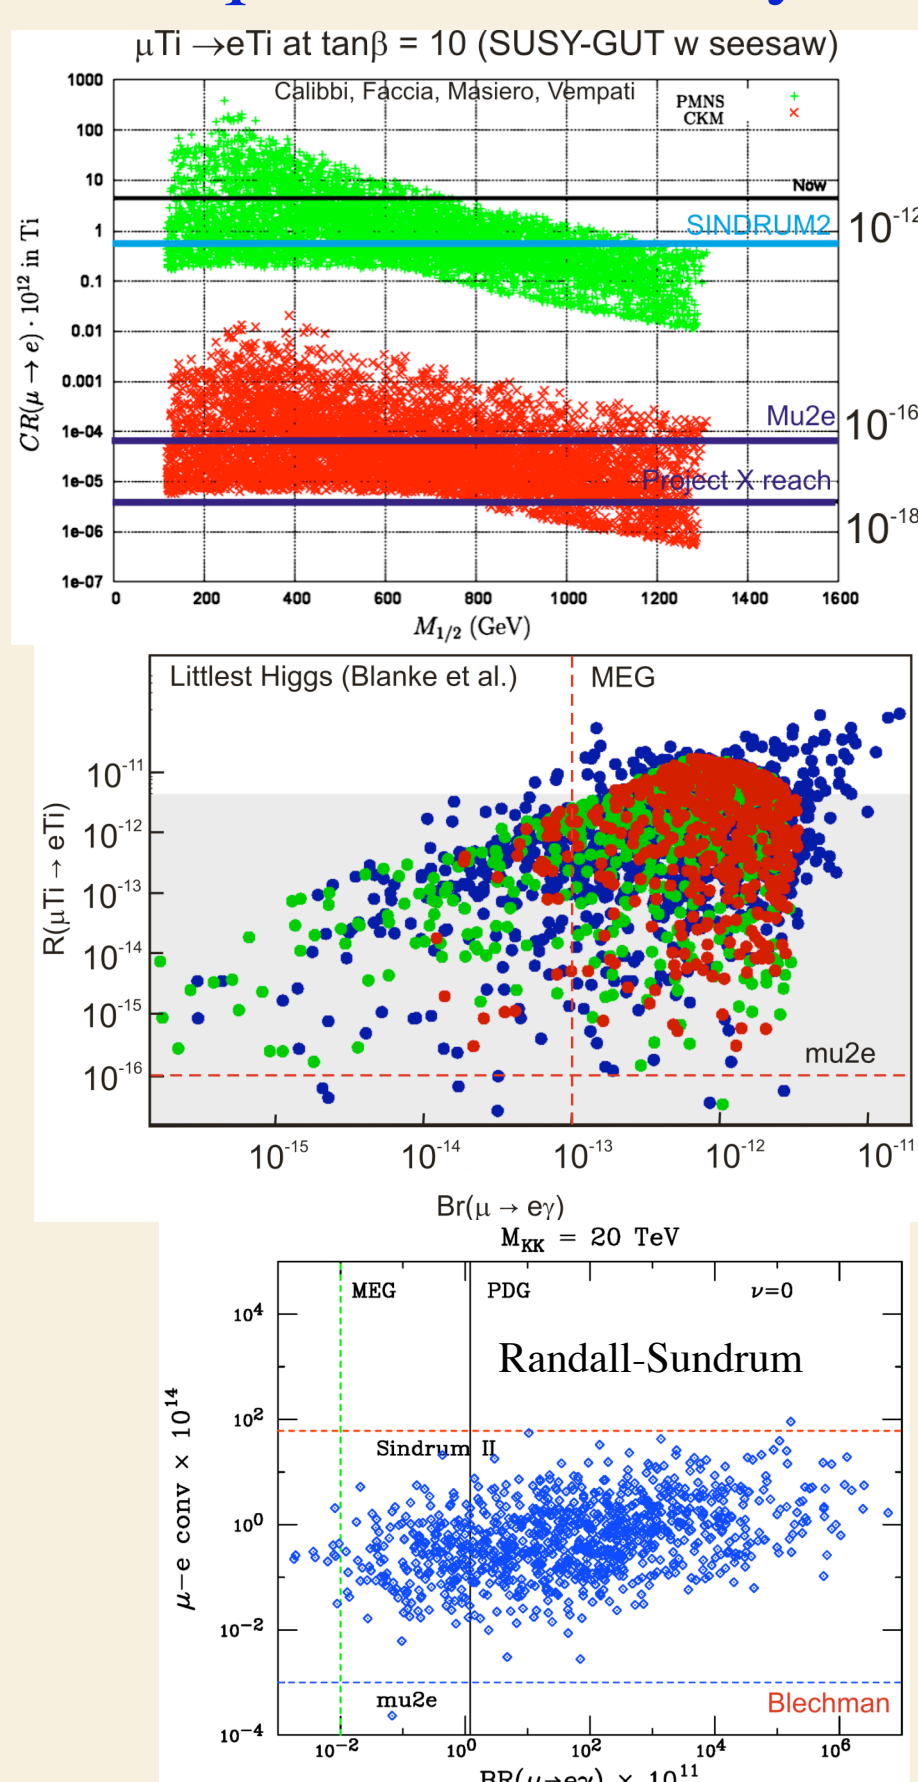 μTi →eTi at tanβ = 10 (SUSY-GUT w seesaw)
Calibbi, Faccia, Masiero, Vempati
PMNS
CKM
1000
100
10
1
0.1
0.01
0.001
1e-04
1e-05
1e-06
1e-07
CR(μ → e) · 10¹² in Ti
Now
SINDRUM2
10⁻¹²
Mu2e
10⁻¹⁶
Project X reach
10⁻¹⁸
0 200 400 600 800 1000 1200 1400 1600
M₁/₂ (GeV)
Littlest Higgs (Blanke et al.)
MEG
R(μTi → eTi)
10⁻¹¹
10⁻¹²
10⁻¹³
10⁻¹⁴
10⁻¹⁵
10⁻¹⁶
mu2e
10⁻¹⁵ 10⁻¹⁴ 10⁻¹³ 10⁻¹² 10⁻¹¹
Br(μ → eγ)
M_KK = 20 TeV
MEG
PDG
ν=0
Randall-Sundrum
Sindrum II
μ−e conv × 10¹⁴
10⁴
10²
10⁰
10⁻²
10⁻⁴
mu2e
Blechman
10⁻² 10⁰ 10² 10⁴ 10⁶
BR(μ→eγ) × 10¹¹